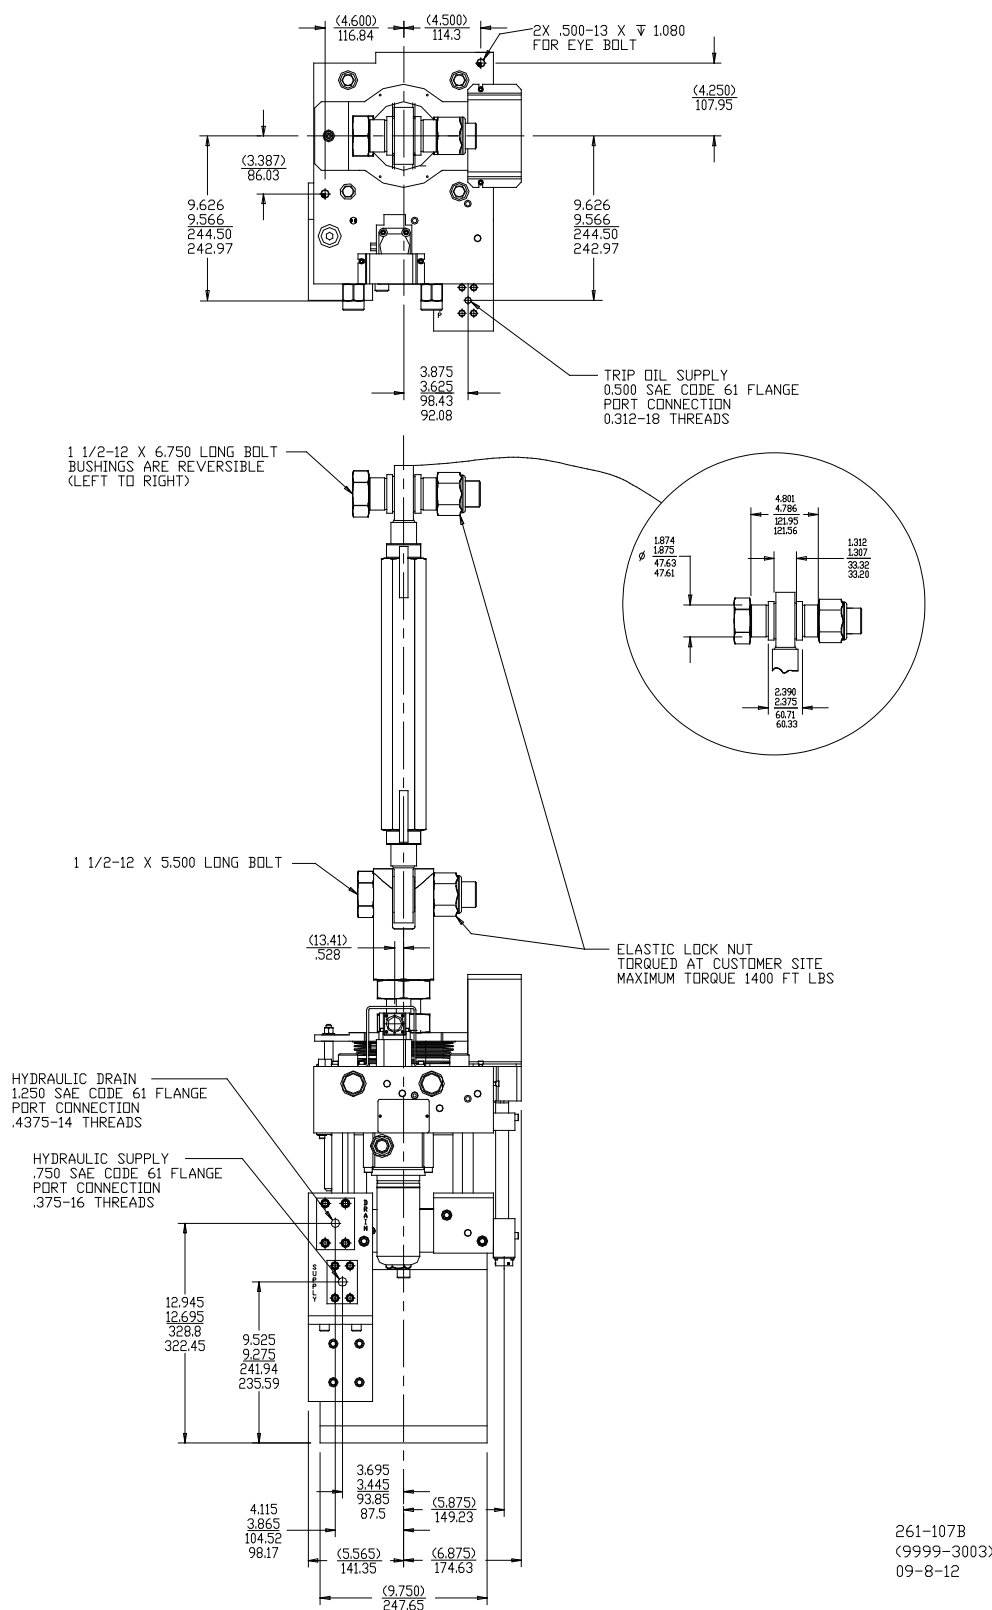 (4.600)
116.84
(4.500)
114.3
2X .500-13 X ↧ 1.080
FOR EYE BOLT
(4.250)
107.95
(3.387)
86.03
9.626
9.566
244.50
242.97
9.626
9.566
244.50
242.97
P
3.875
3.625
98.43
92.08
TRIP OIL SUPPLY
0.500 SAE CODE 61 FLANGE
PORT CONNECTION
0.312-18 THREADS
1 1/2-12 X 6.750 LONG BOLT
BUSHINGS ARE REVERSIBLE
(LEFT TO RIGHT)
4.801
4.786
121.95
121.56
Ø
1.874
1.875
47.63
47.61
1.312
1.307
33.32
33.20
2.390
2.375
60.71
60.33
1 1/2-12 X 5.500 LONG BOLT
(13.41)
.528
ELASTIC LOCK NUT
TORQUED AT CUSTOMER SITE
MAXIMUM TORQUE 1400 FT LBS
HYDRAULIC DRAIN
1.250 SAE CODE 61 FLANGE
PORT CONNECTION
.4375-14 THREADS
HYDRAULIC SUPPLY
.750 SAE CODE 61 FLANGE
PORT CONNECTION
.375-16 THREADS
DRAIN
SUPPLY
12.945
12.695
328.8
322.45
9.525
9.275
241.94
235.59
3.695
3.445
93.85
87.5
4.115
3.865
104.52
98.17
(5.875)
149.23
(5.565)
141.35
(6.875)
174.63
(9.750)
247.65
261-107B
(9999-3003)
09-8-12